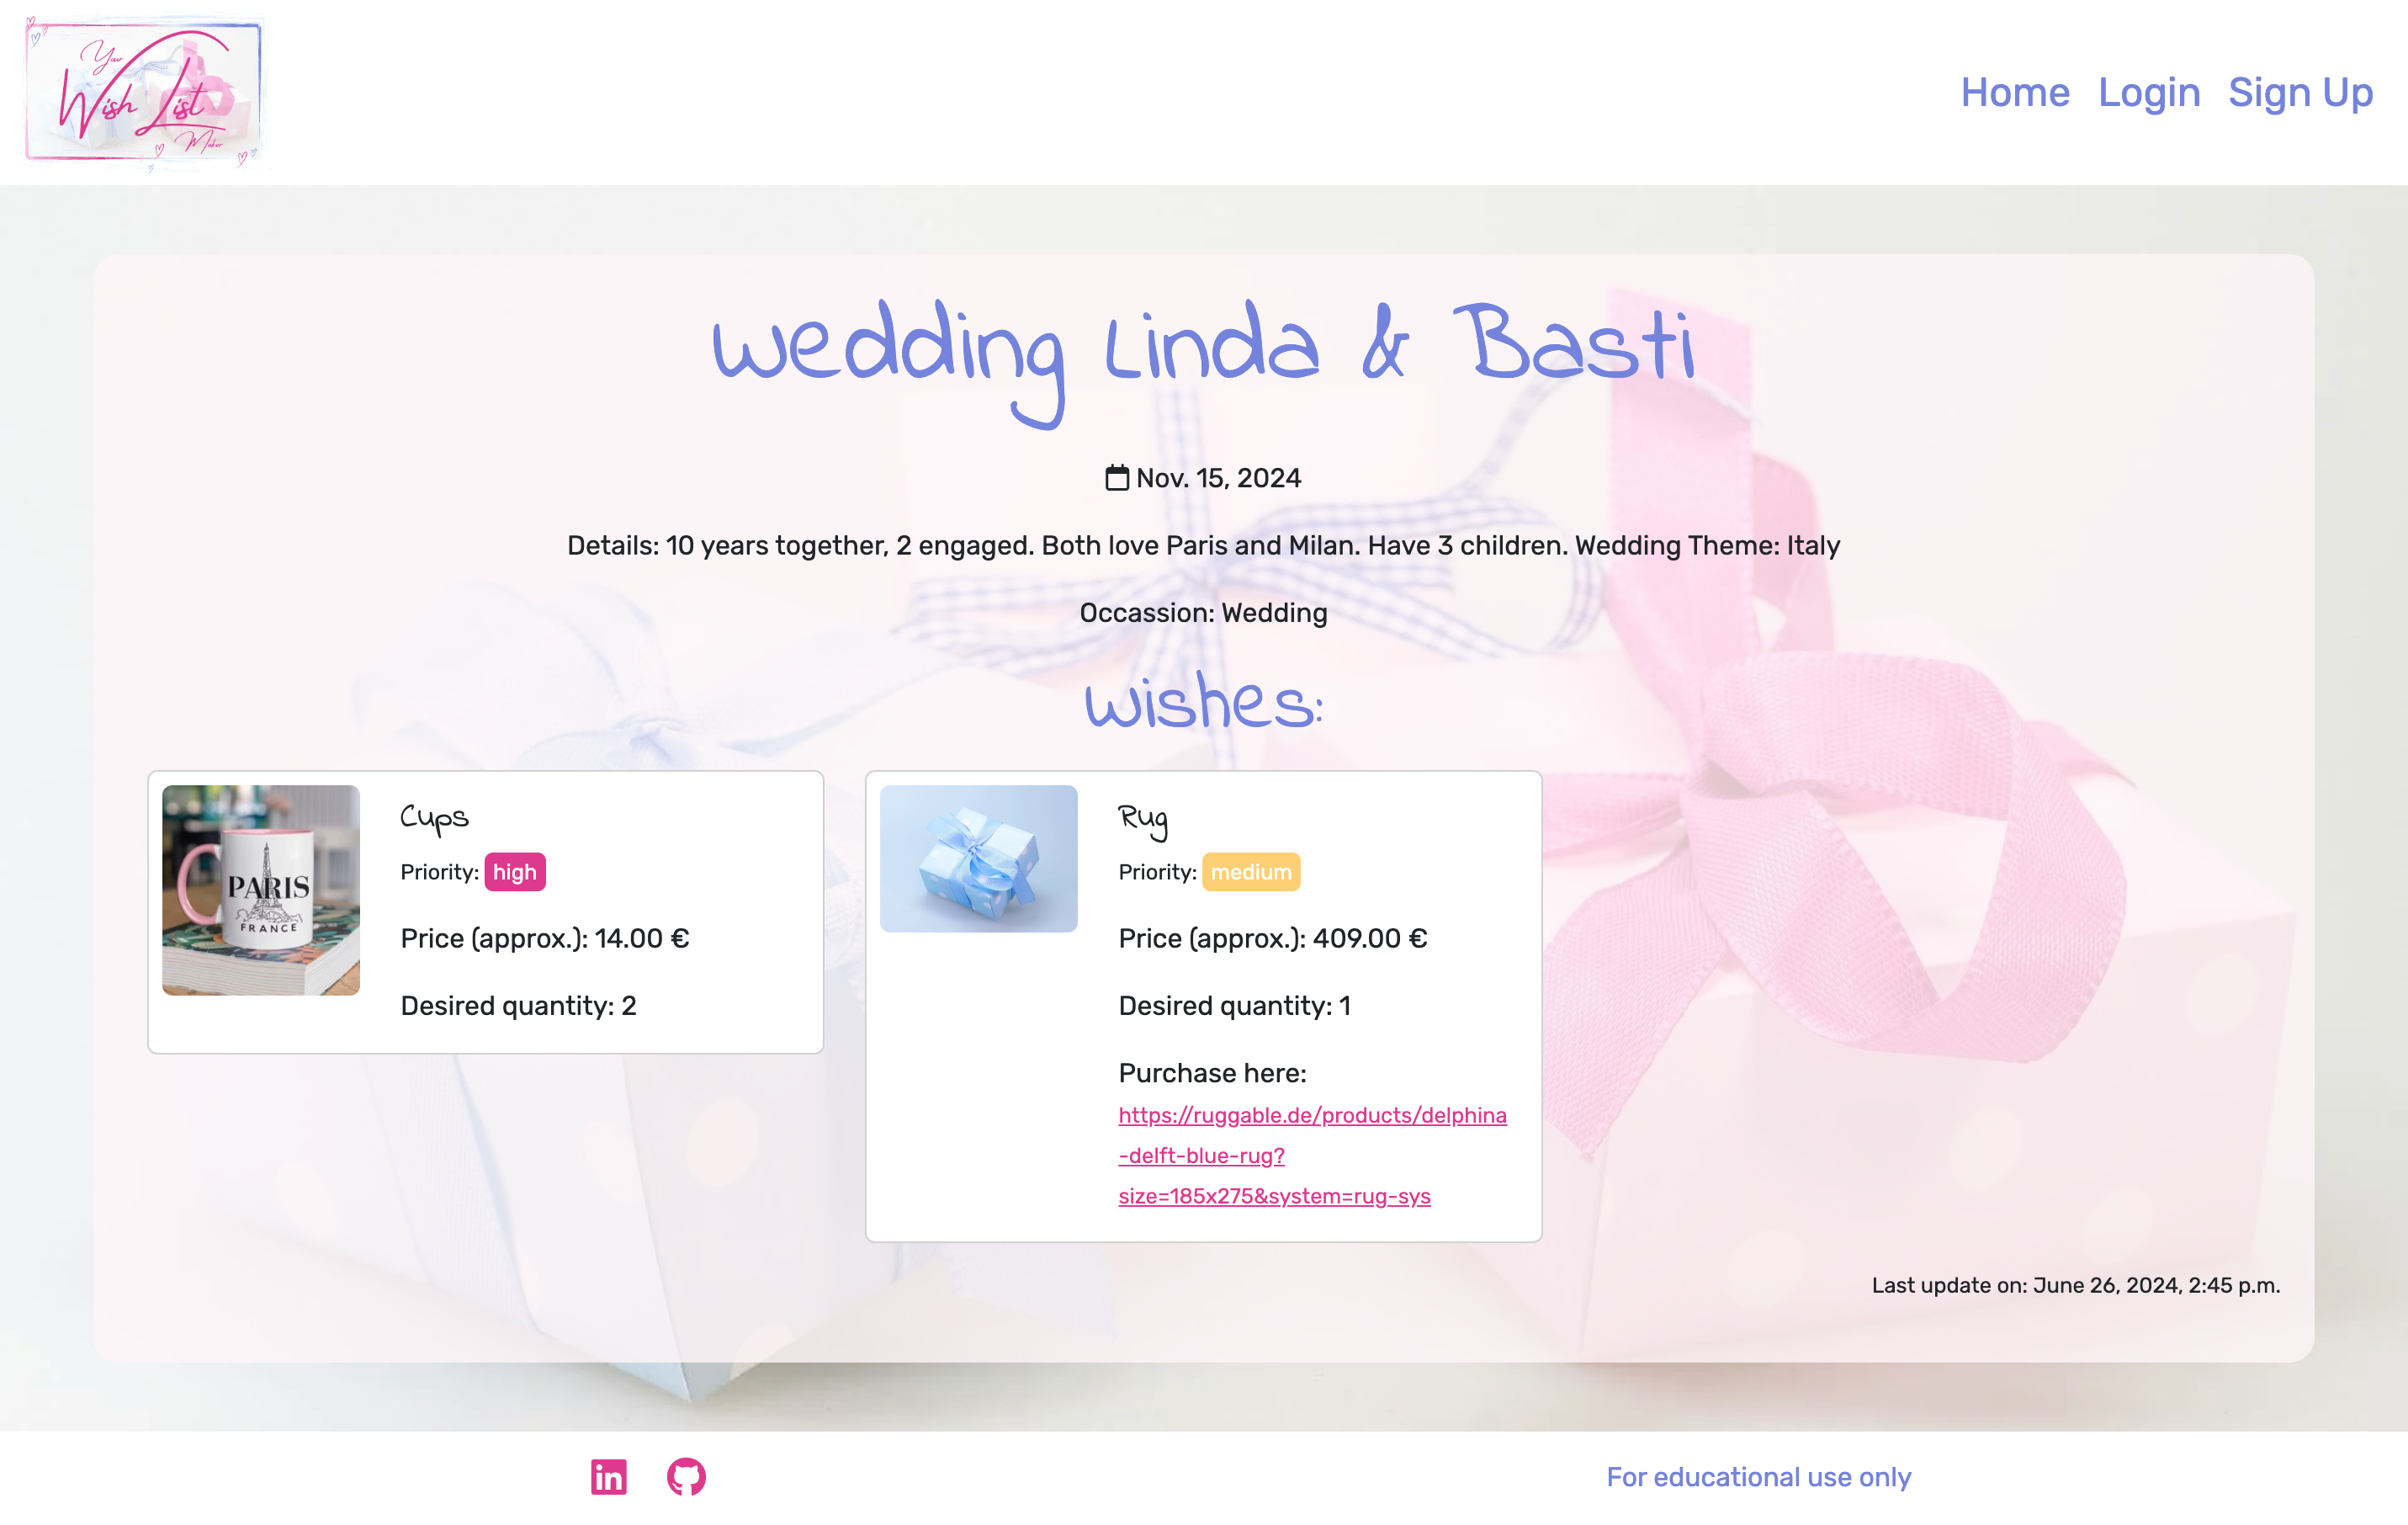 Your
Wish List
Maker
Home Login Sign Up
Wedding Linda & Basti
Nov. 15, 2024
Details: 10 years together, 2 engaged. Both love Paris and Milan. Have 3 children. Wedding Theme: Italy
Occassion: Wedding
Wishes:
PARIS
FRANCE
Cups
Priority: high
Price (approx.): 14.00 €
Desired quantity: 2
Rug
Priority: medium
Price (approx.): 409.00 €
Desired quantity: 1
Purchase here:
https://ruggable.de/products/delphina
-delft-blue-rug?
size=185x275&system=rug-sys
Last update on: June 26, 2024, 2:45 p.m.
in
For educational use only